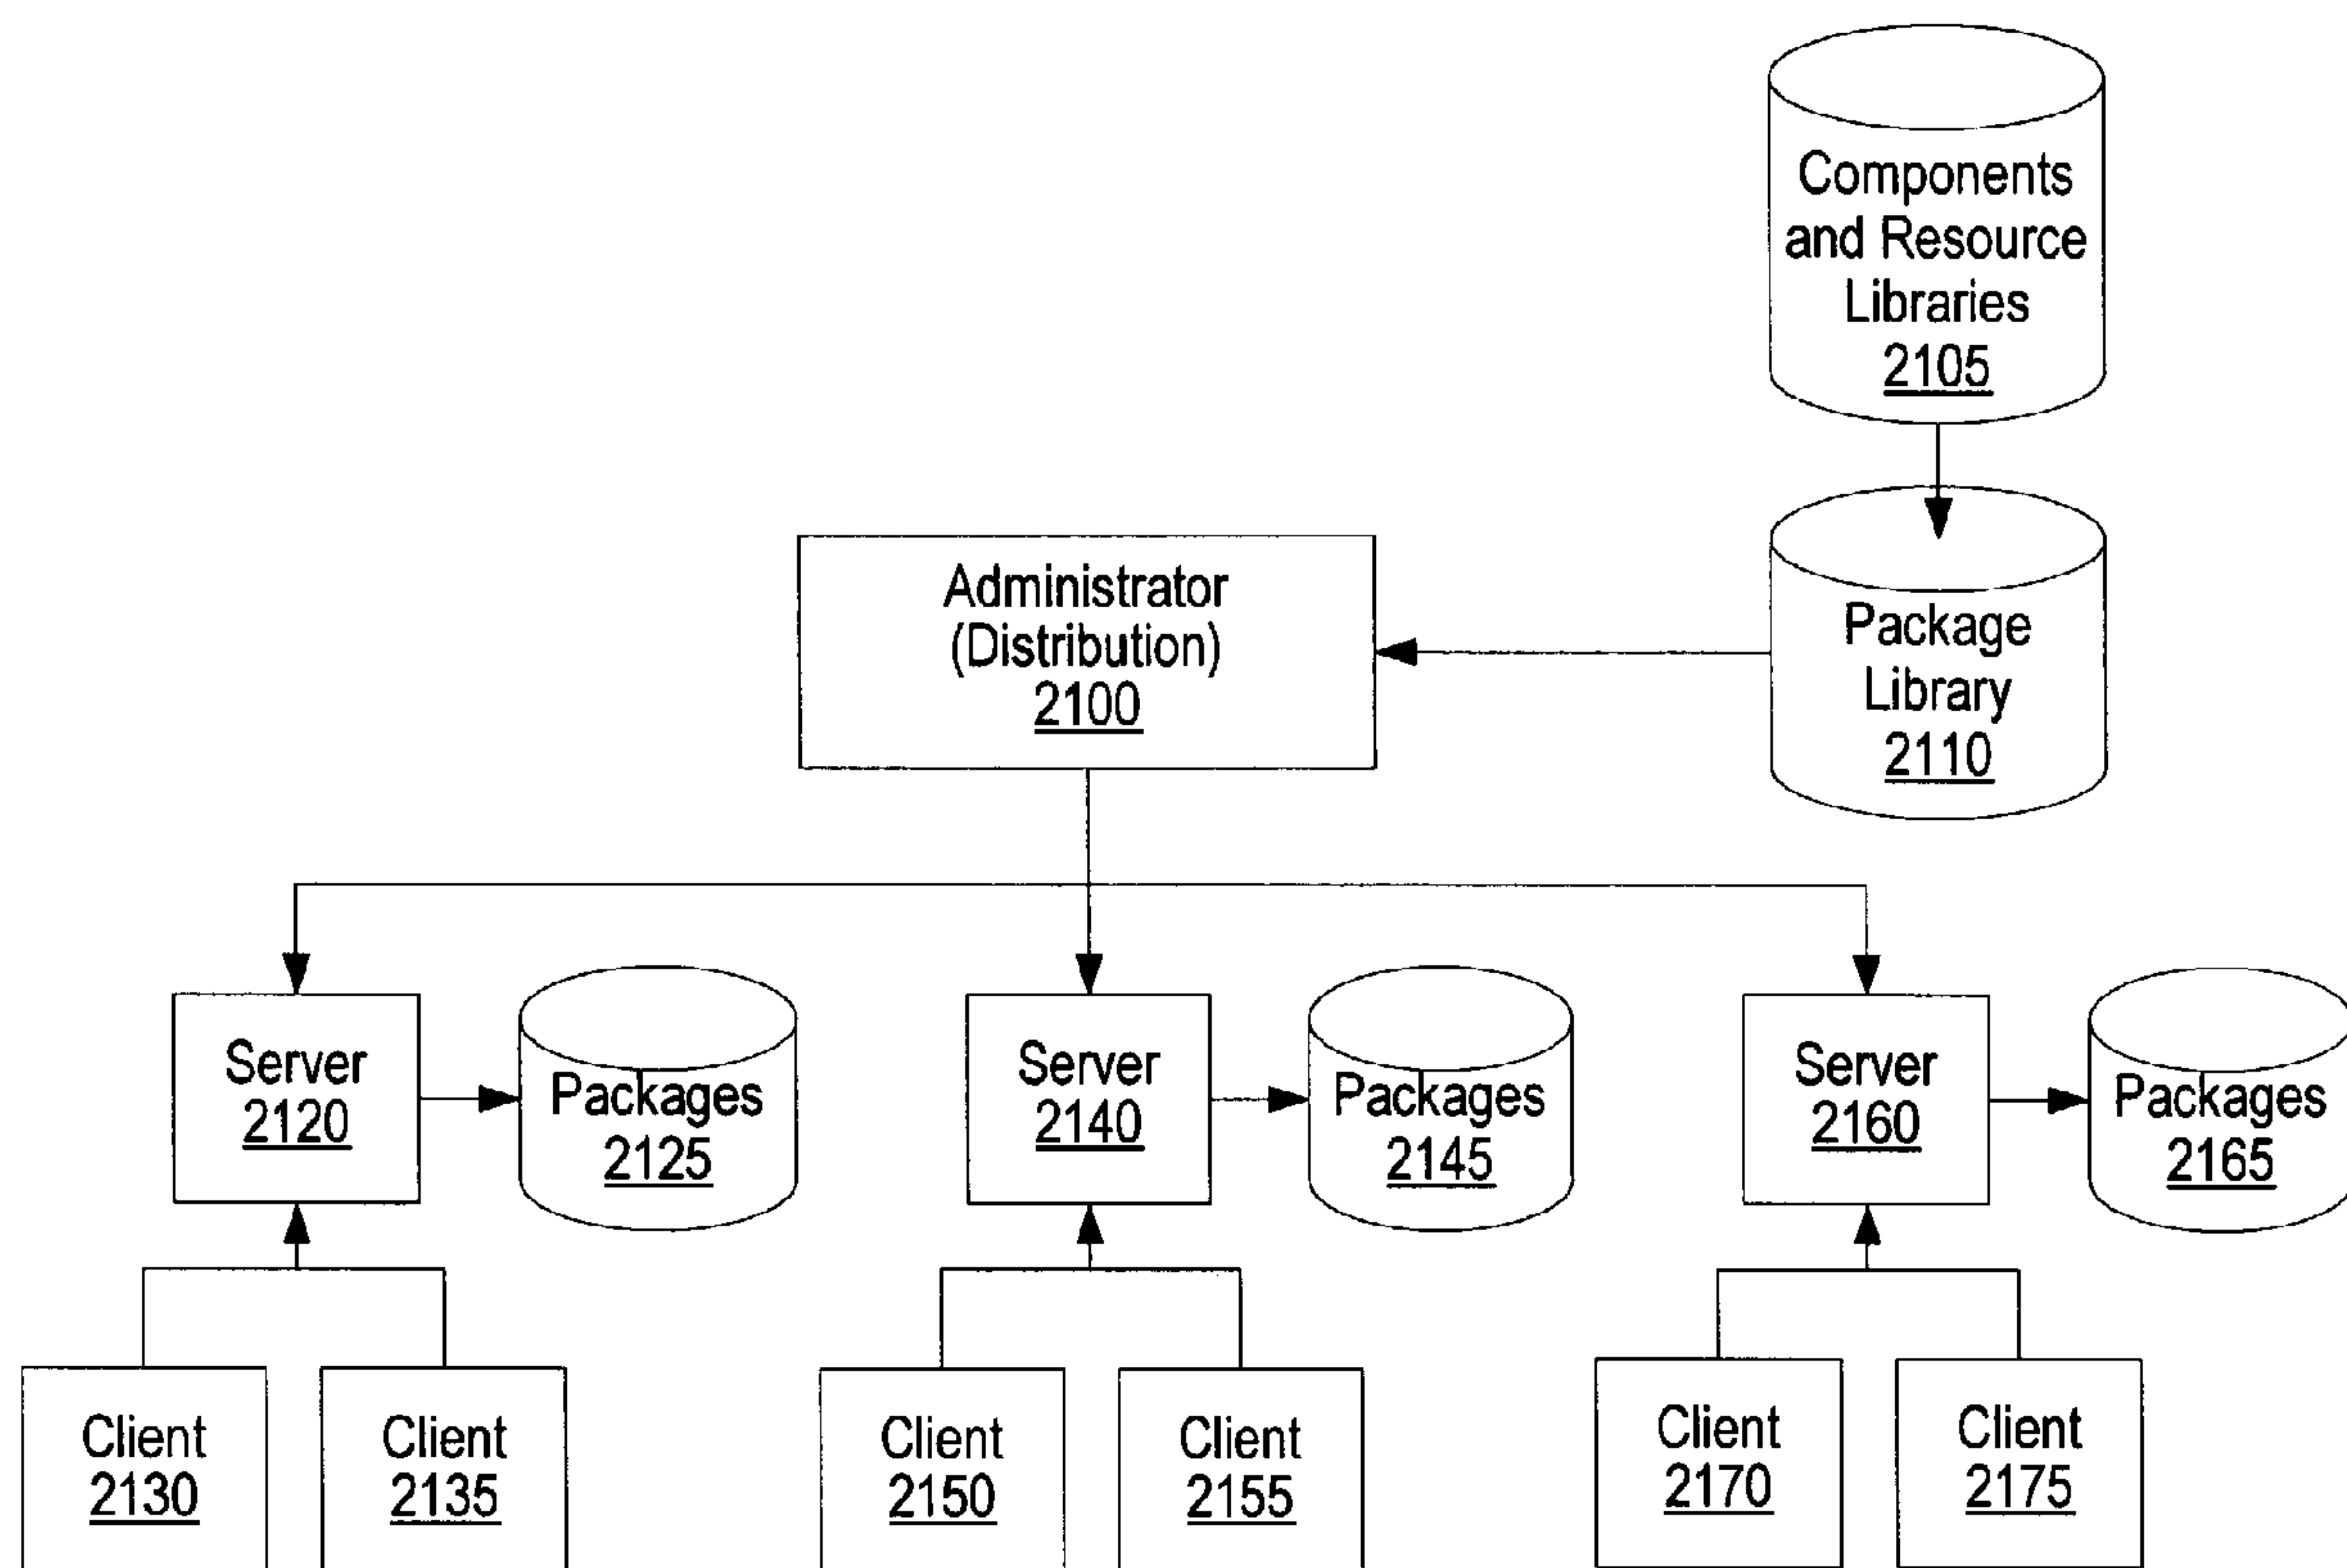 Components
and Resource
Libraries
2105
Package
Library
2110
Administrator
(Distribution)
2100
Server
2120
Packages
2125
Server
2140
Packages
2145
Server
2160
Packages
2165
Client
2130
Client
2135
Client
2150
Client
2155
Client
2170
Client
2175